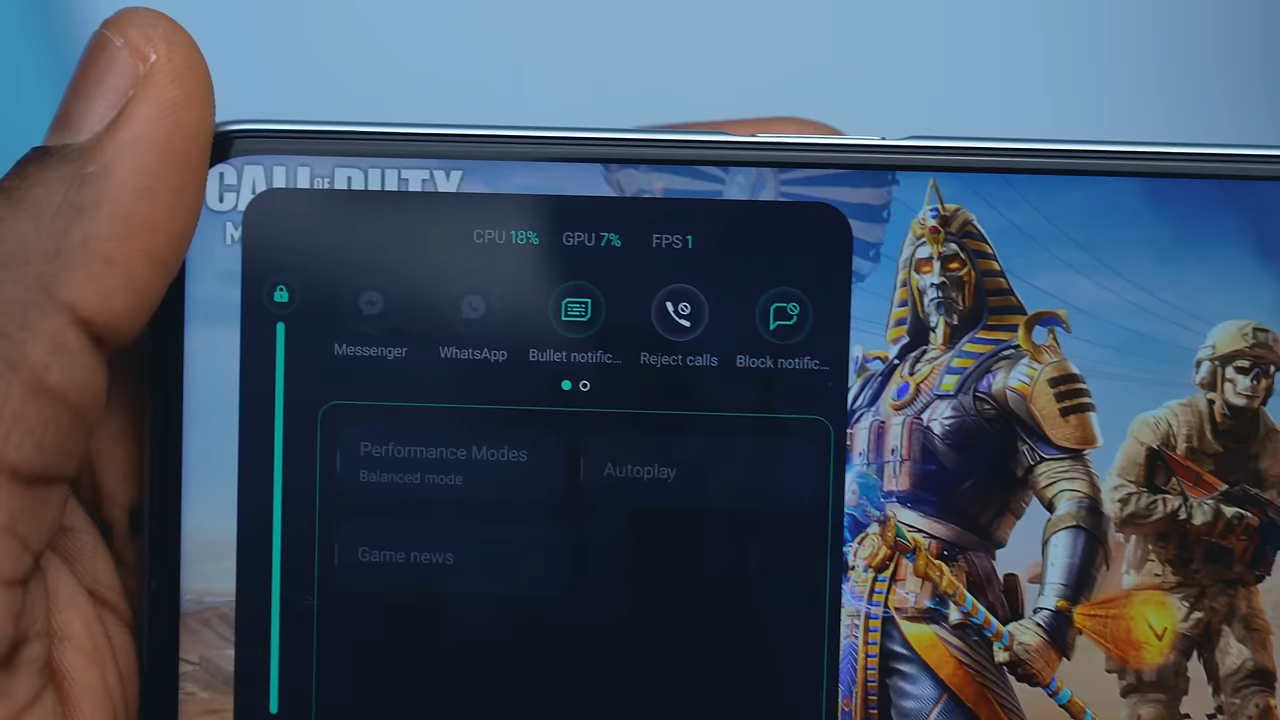 CALL OF DUTY
M
CPU 18% GPU 7% FPS 1
Messenger WhatsApp Bullet notific... Reject calls Block notific...
Performance Modes
Balanced mode
Autoplay
Game news